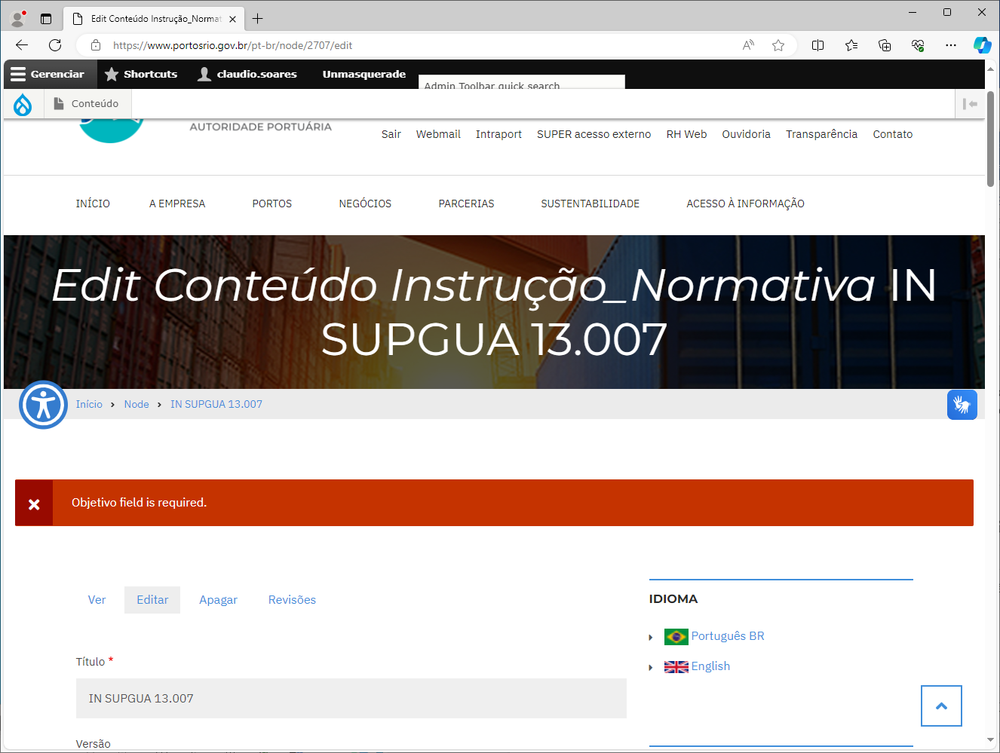 Edit Conteúdo Instrução_Normat
https://www.portosrio.gov.br/pt-br/node/2707/edit
Gerenciar Shortcuts claudio.soares Unmasquerade Admin Toolbar quick search
Conteúdo
AUTORIDADE PORTUÁRIA
Sair Webmail Intraport SUPER acesso externo RH Web Ouvidoria Transparência Contato
INÍCIO A EMPRESA PORTOS NEGÓCIOS PARCERIAS SUSTENTABILIDADE ACESSO À INFORMAÇÃO
Edit Conteúdo Instrução_Normativa IN
SUPGUA 13.007
Início Node IN SUPGUA 13.007
Objetivo field is required.
Ver Editar Apagar Revisões
Título *
IN SUPGUA 13.007
Versão
IDIOMA
Português BR
English